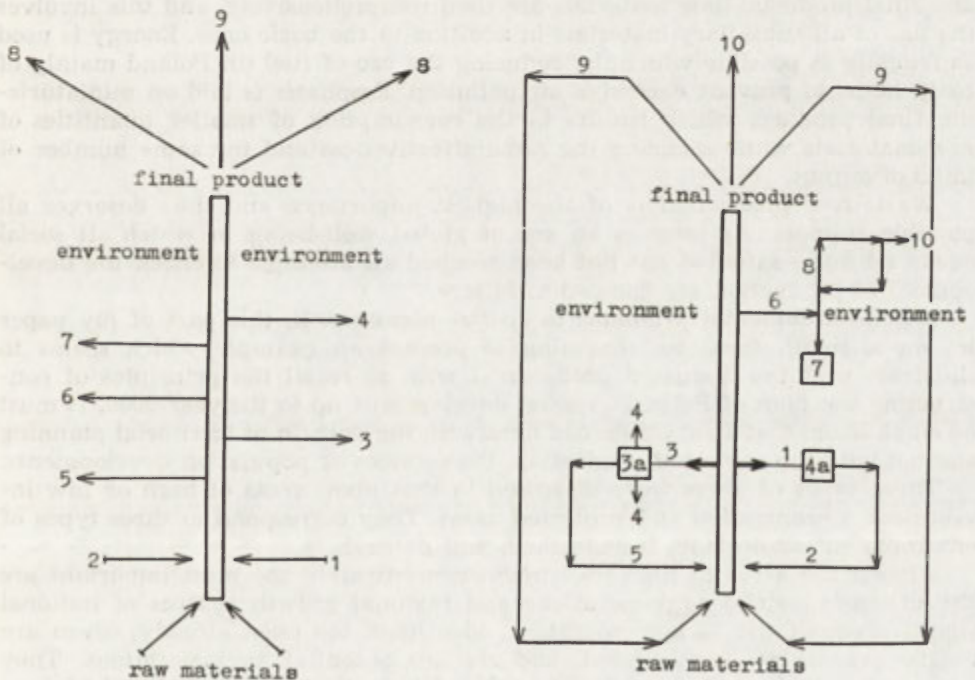 9
8
8
final product
environment
environment
4
7
6
3
5
2
1
raw materials
10
9
9
final product
10
8
6
environment
environment
7
4
3a
3
1
4a
4
5
2
raw materials